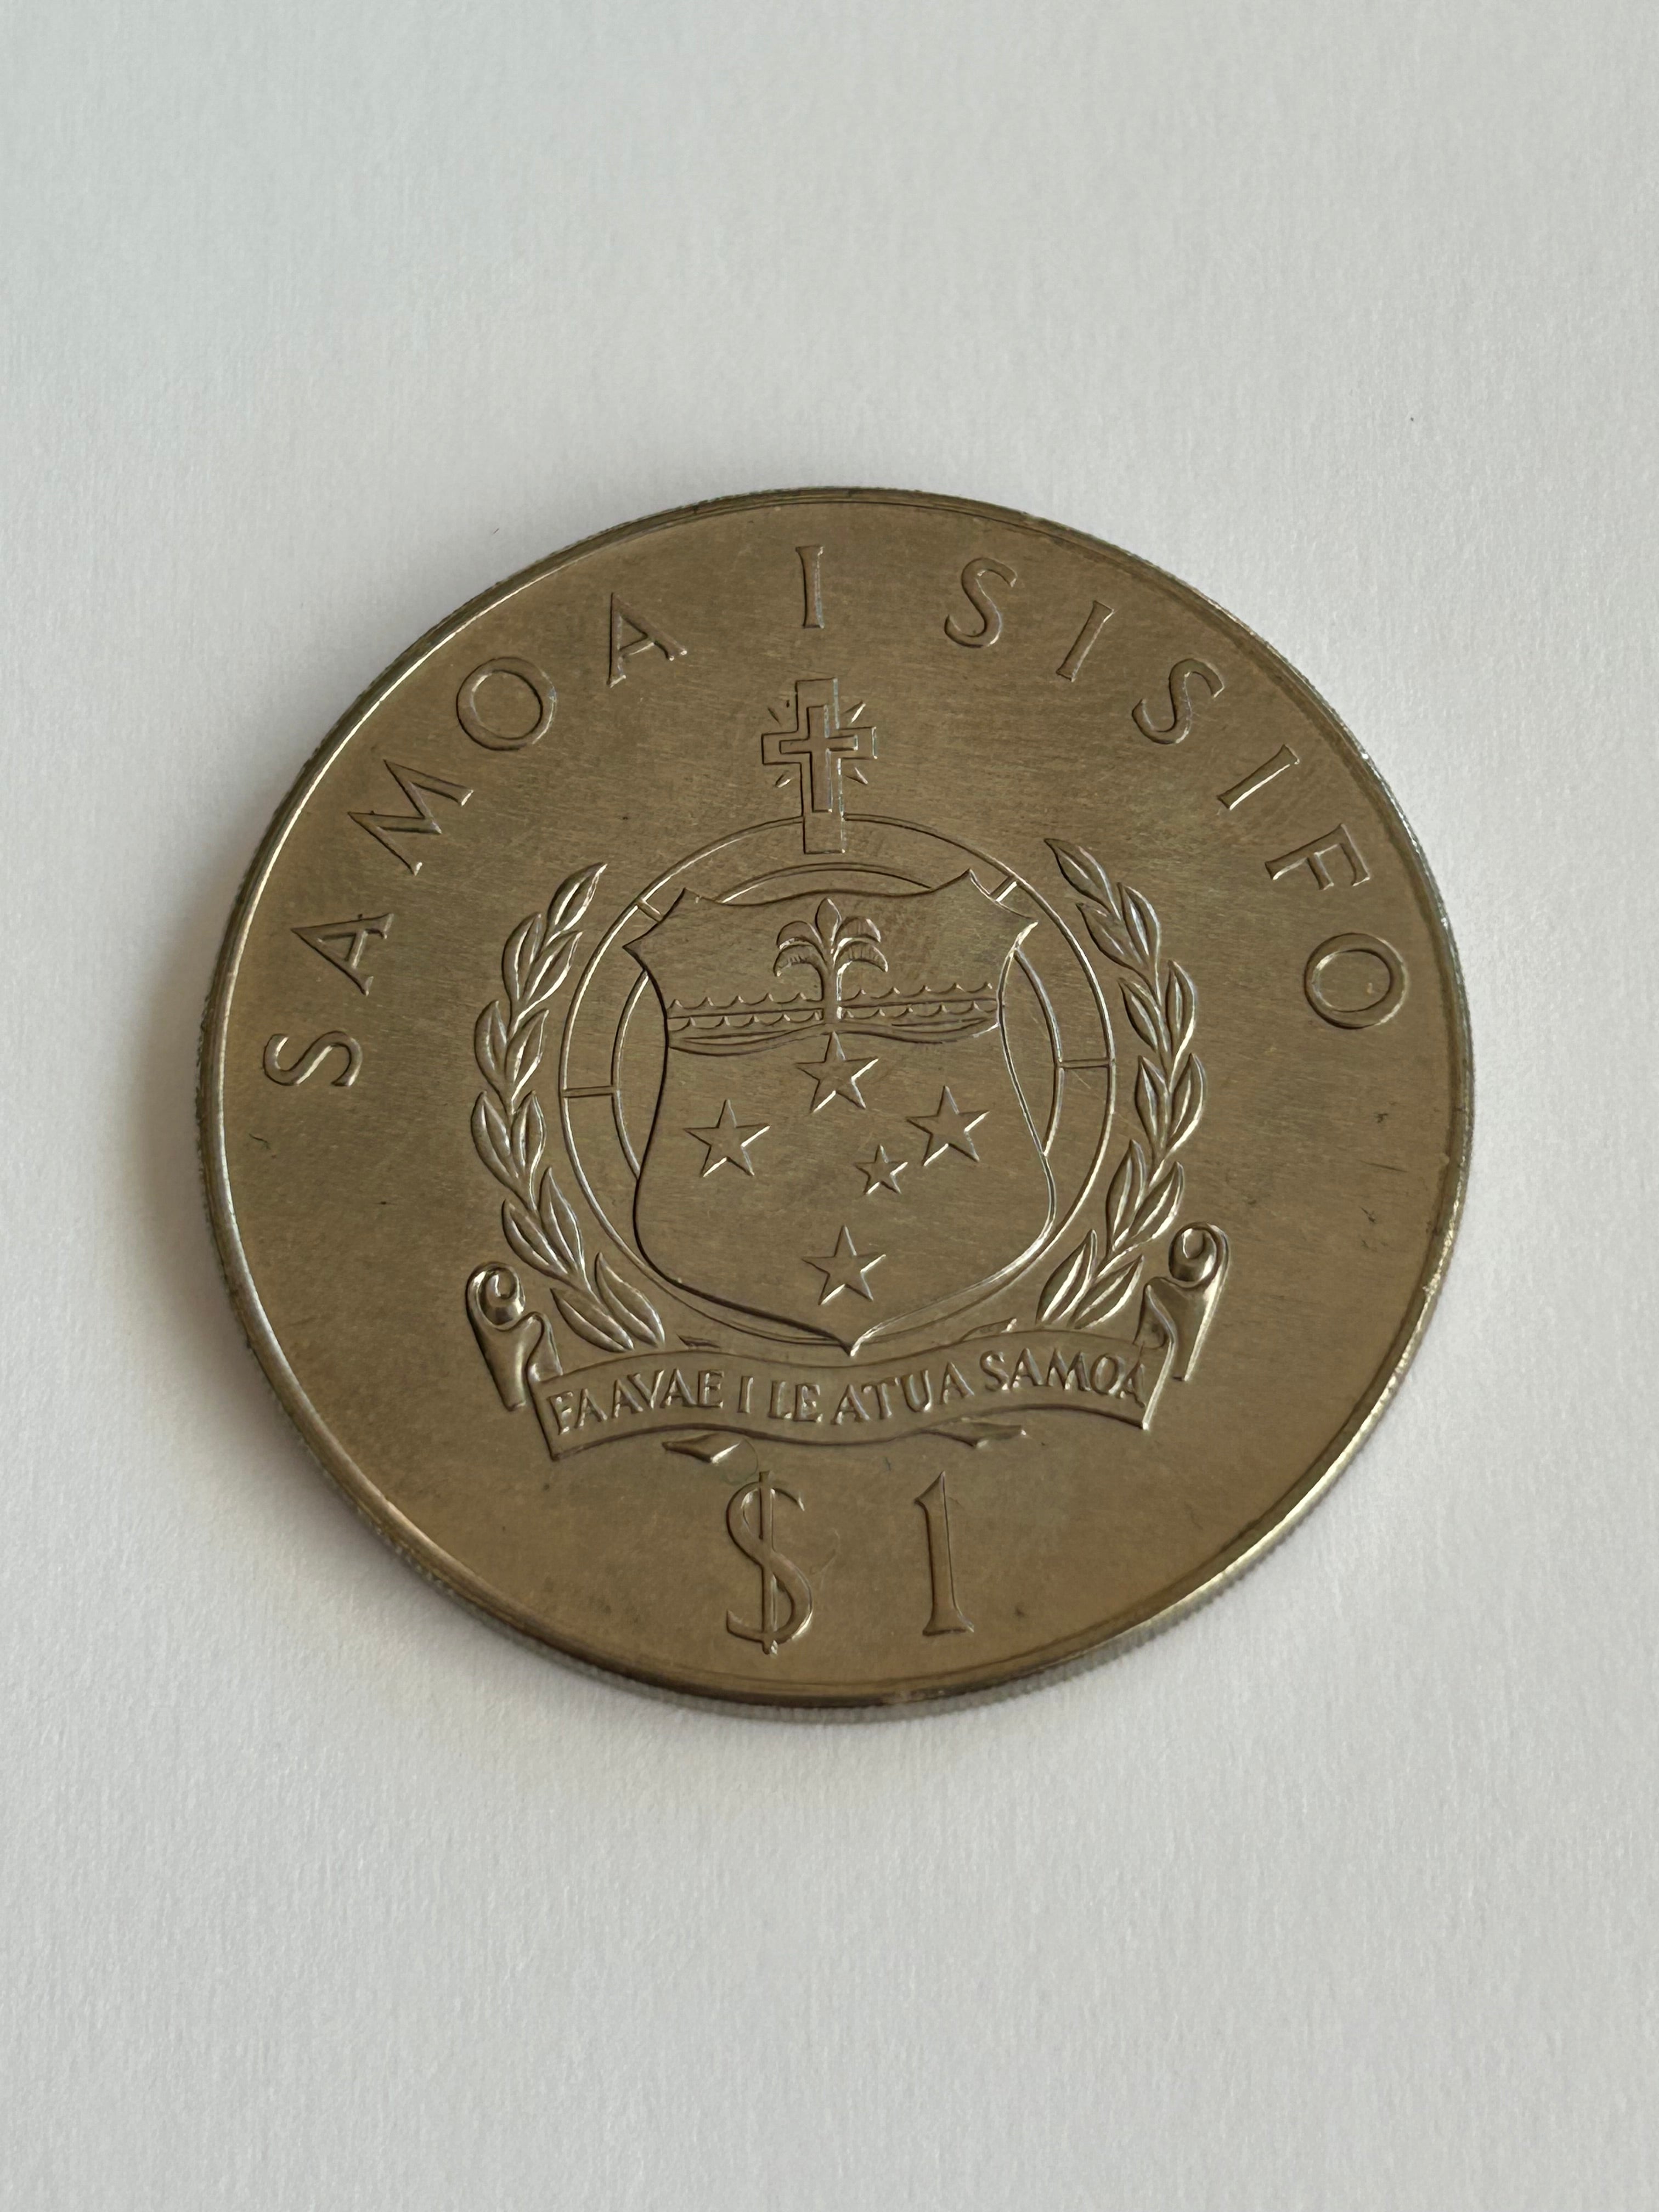 SAMOA I SISIFO
FAAVAE I LE ATUA SAMOA
$ 1